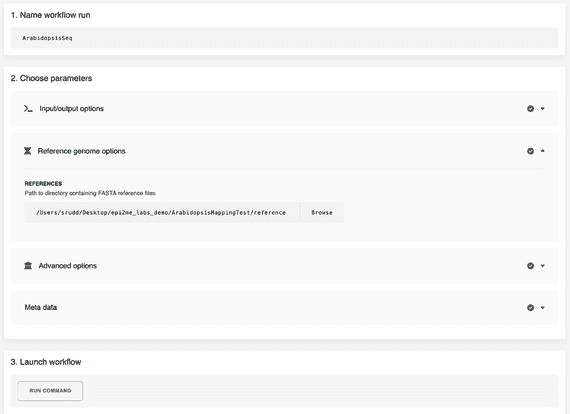 1. Name workflow run
ArabidopsisSeq
2. Choose parameters
Input/output options
Reference genome options
REFERENCES
Path to directory containing FASTA reference files
/Users/srudd/Desktop/epi2me_labs_demo/ArabidopsisMappingTest/reference
Browse
Advanced options
Meta data
3. Launch workflow
RUN COMMAND